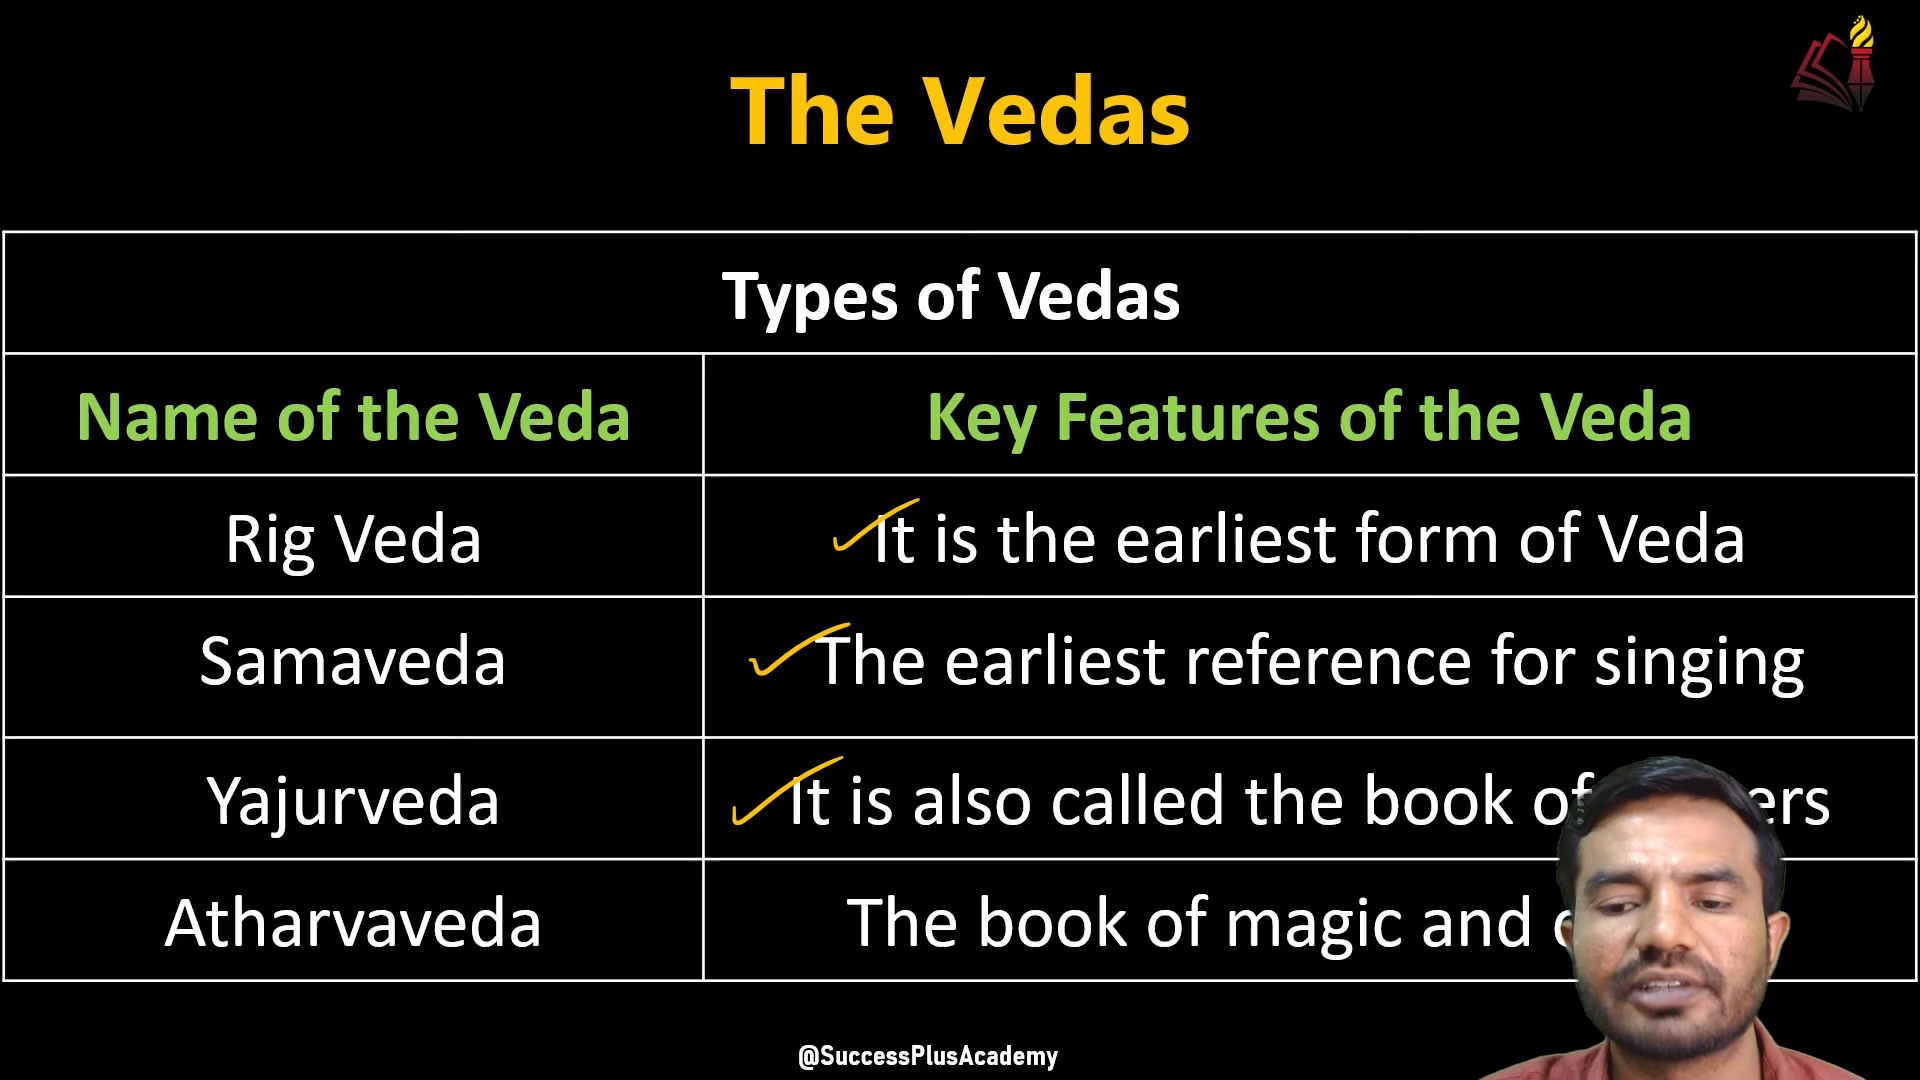 The Vedas
Types of Vedas
Name of the Veda
Key Features of the Veda
Rig Veda
It is the earliest form of Veda
Samaveda
The earliest reference for singing
Yajurveda
It is also called the book of
Atharvaveda
The book of magic and
@SuccessPlusAcademy